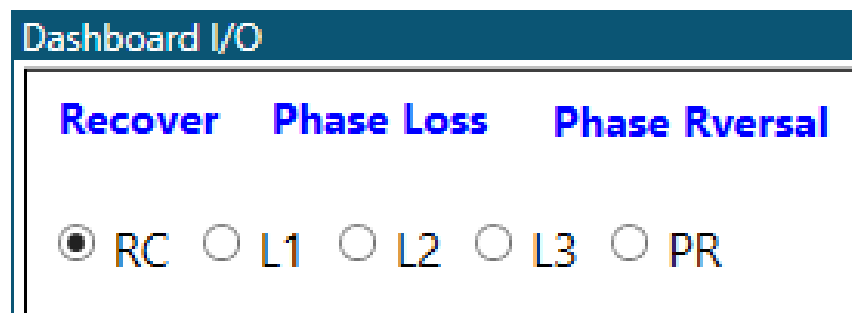 Dashboard I/O
Recover Phase Loss Phase Rversal
RC L1 L2 L3 PR